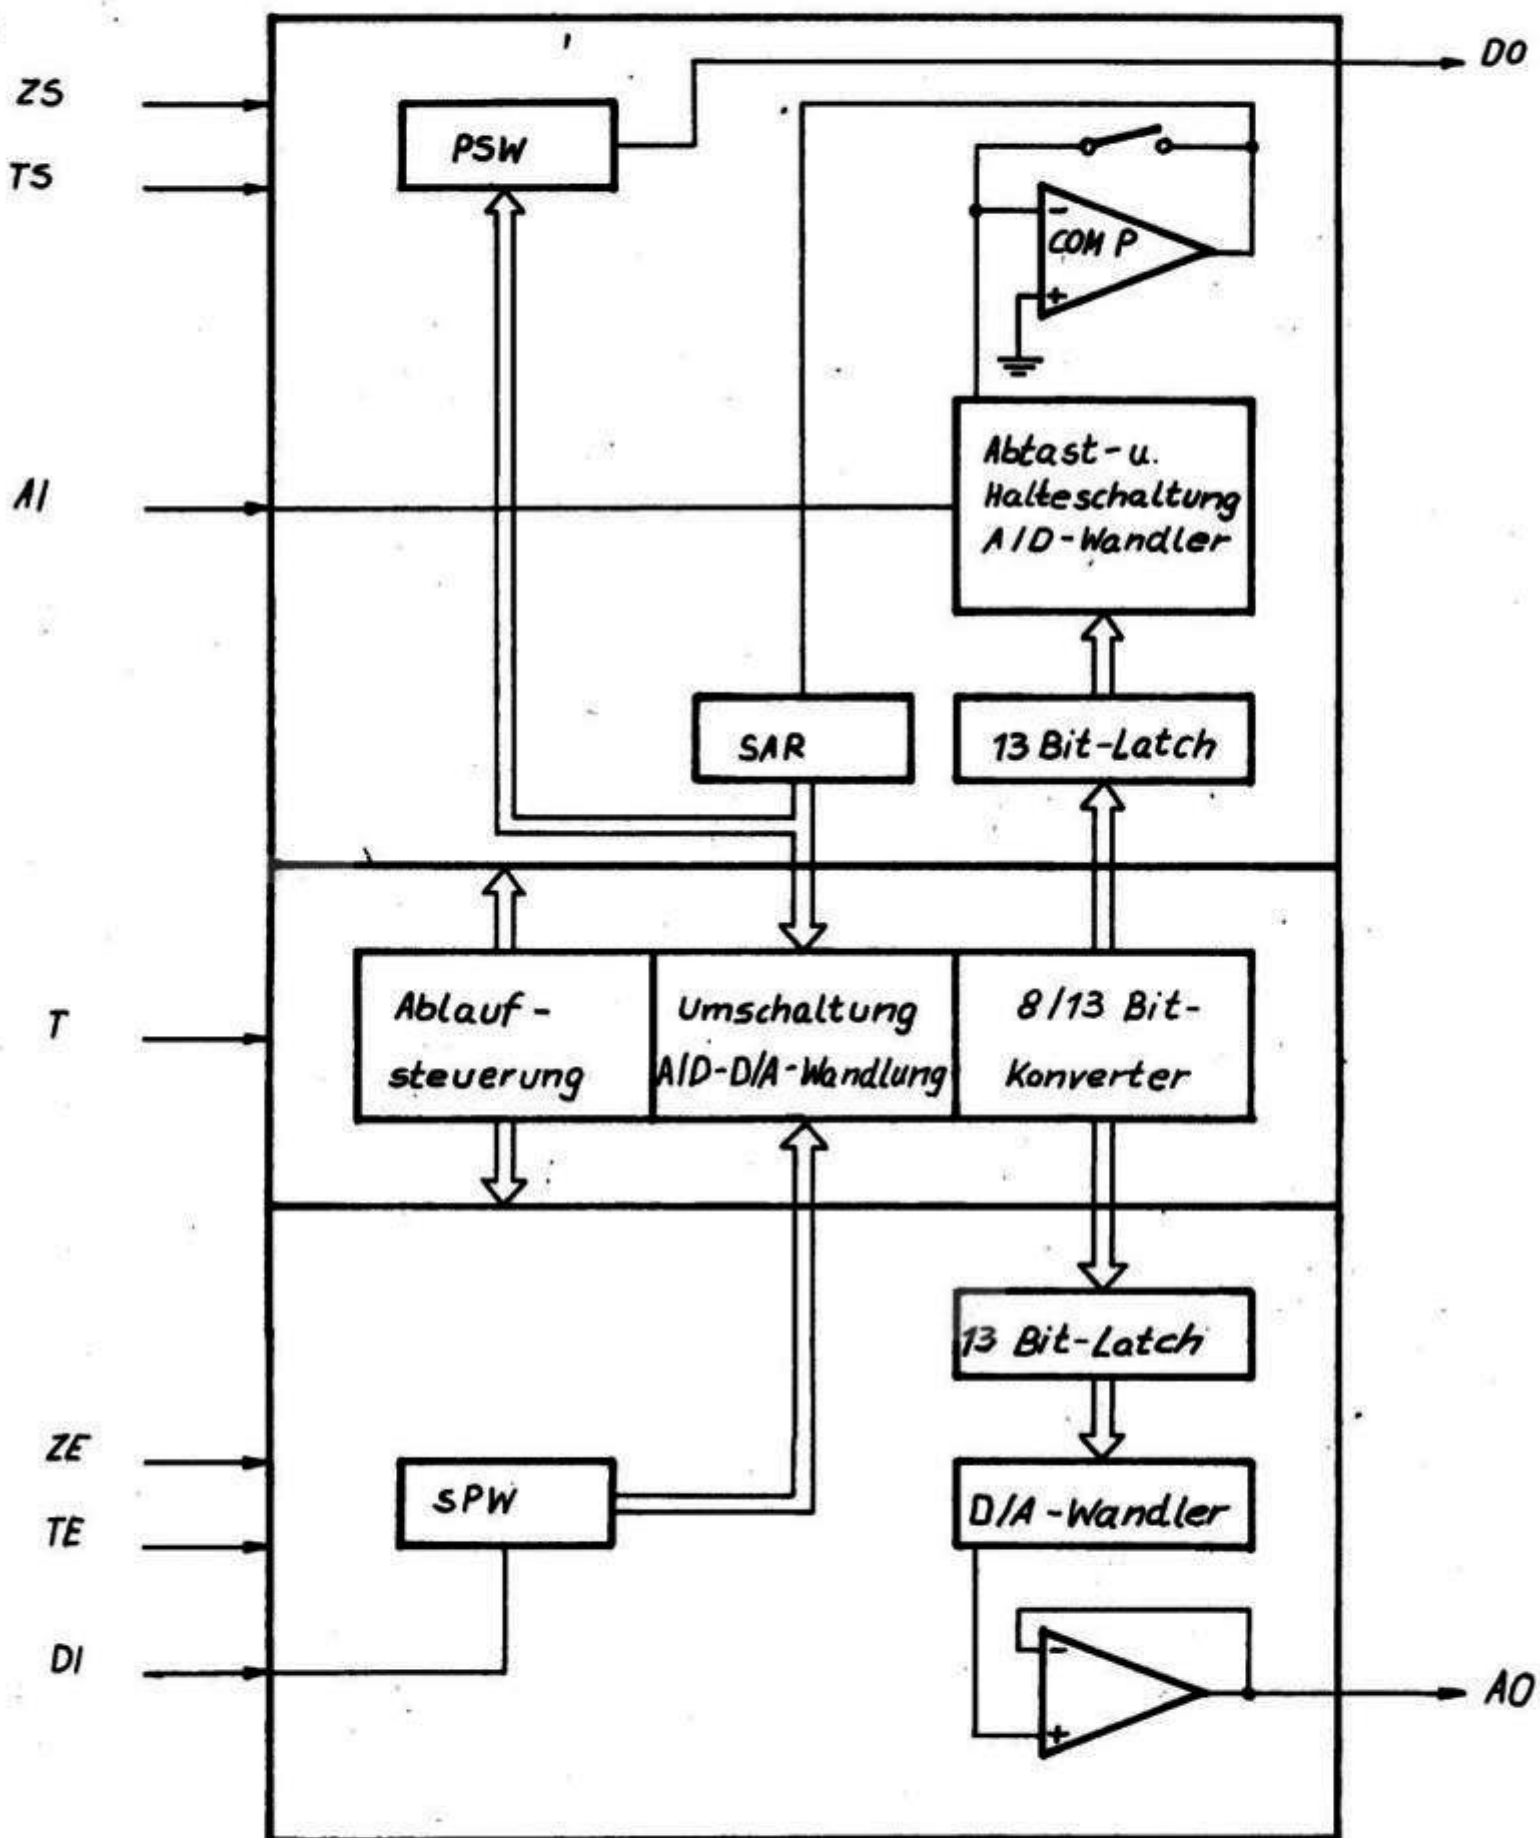 DO
ZS
PSW
TS
-
COMP
+
Abtast-u.
Halteschaltung
A/D-Wandler
AI
SAR
13 Bit-Latch
T
Ablauf-
steuerung
Umschaltung
A/D-D/A-Wandlung
8/13 Bit-
Konverter
13 Bit-Latch
ZE
SPW
D/A-Wandler
TE
DI
-
+
AO